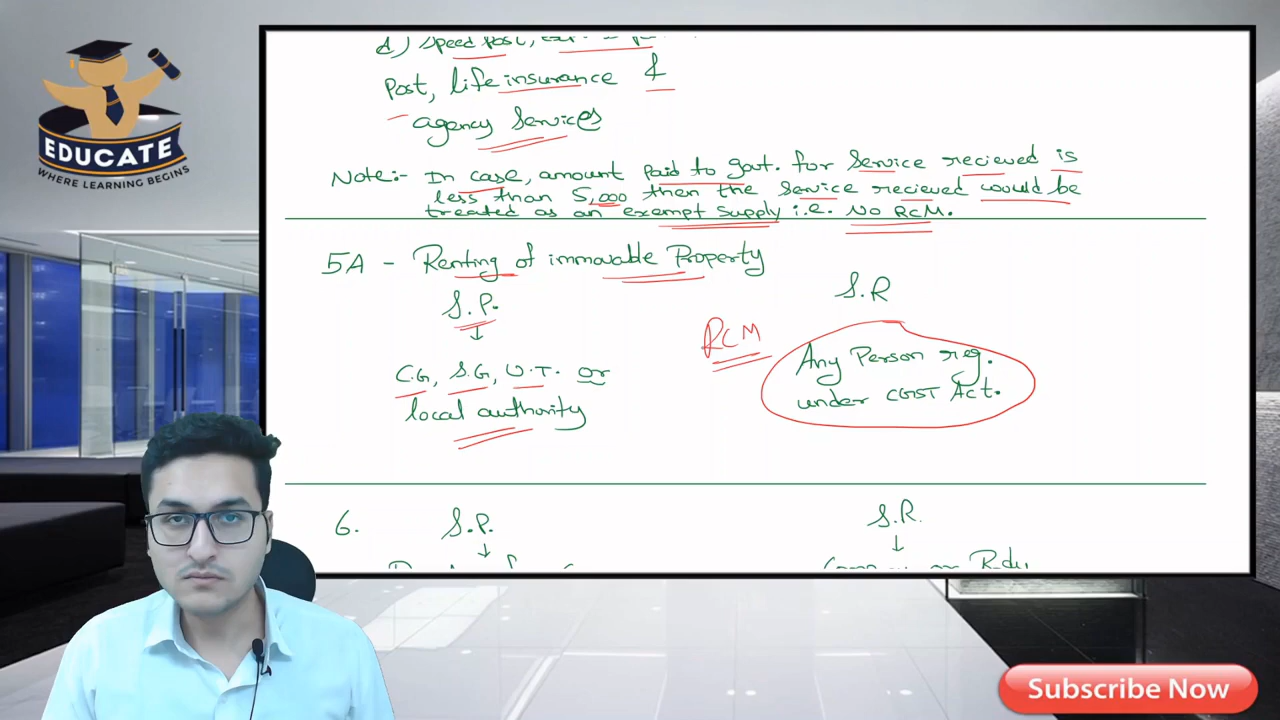 d) Speed post,
Post, life insurance &
agency Services
Note:- In case, amount paid to govt. for Service recieved is
less than 5,000 then the Service recieved would be
treated as an exempt supply i.e. No RCM.
5A - Renting of immovable Property
S.P.
S.R
RCM
C.G, S.G, U.T. or
local authority
Any Person reg.
under CGST Act.
6.
S.P.
S.R.
EDUCATE
WHERE LEARNING BEGINS
Subscribe Now